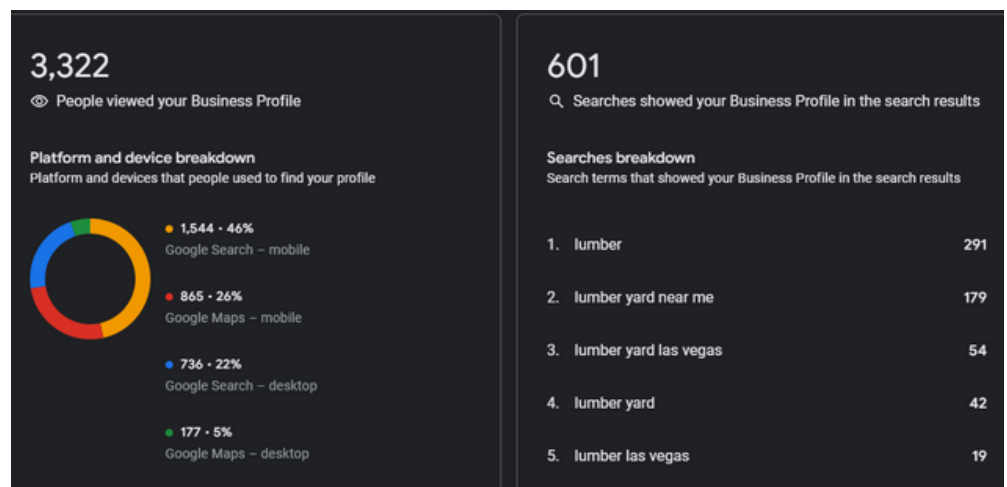 3,322
People viewed your Business Profile
Platform and device breakdown
Platform and devices that people used to find your profile
1,544 • 46%
Google Search – mobile
865 • 26%
Google Maps – mobile
736 • 22%
Google Search – desktop
177 • 5%
Google Maps – desktop
601
Searches showed your Business Profile in the search results
Searches breakdown
Search terms that showed your Business Profile in the search results
1. lumber 291
2. lumber yard near me 179
3. lumber yard las vegas 54
4. lumber yard 42
5. lumber las vegas 19